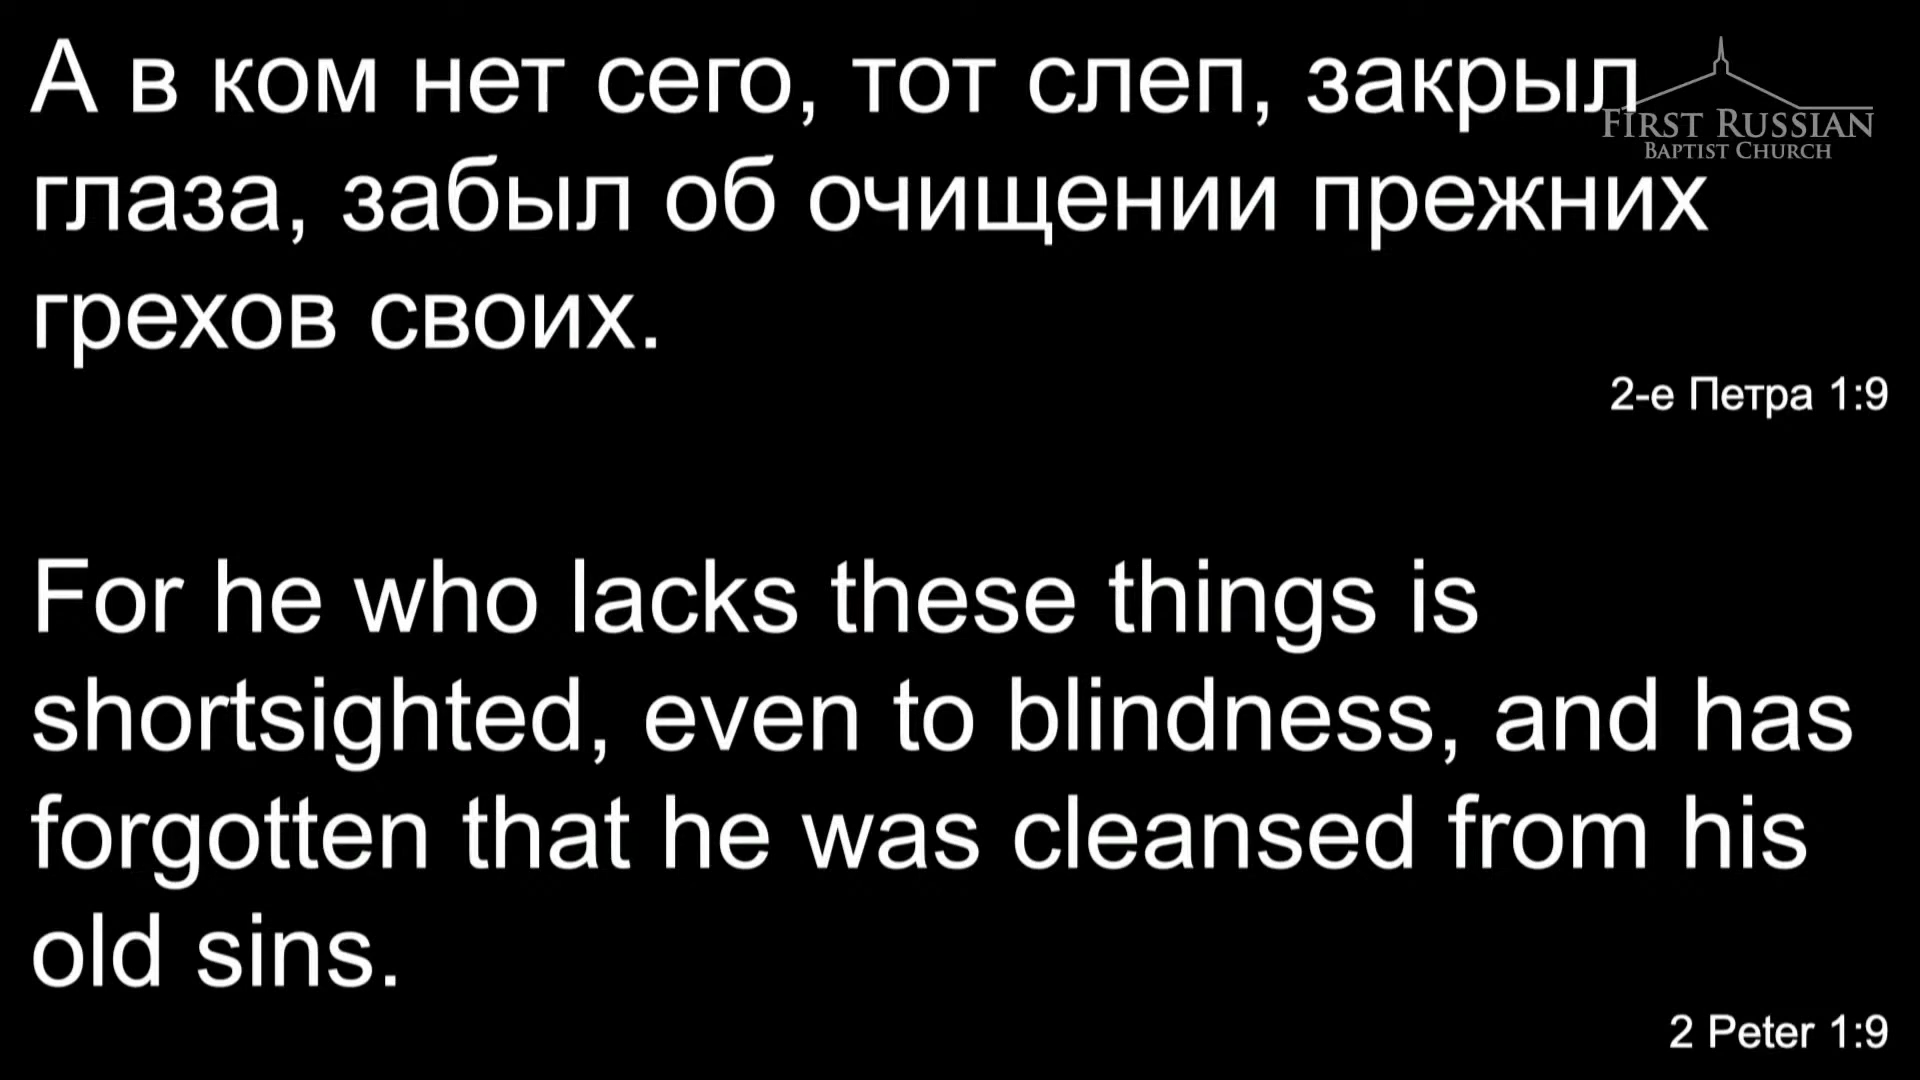 А в ком нет сего, тот слеп, закрыл
FIRST RUSSIAN
BAPTIST CHURCH
глаза, забыл об очищении прежних
грехов своих.
2-е Петра 1:9
For he who lacks these things is
shortsighted, even to blindness, and has
forgotten that he was cleansed from his
old sins.
2 Peter 1:9